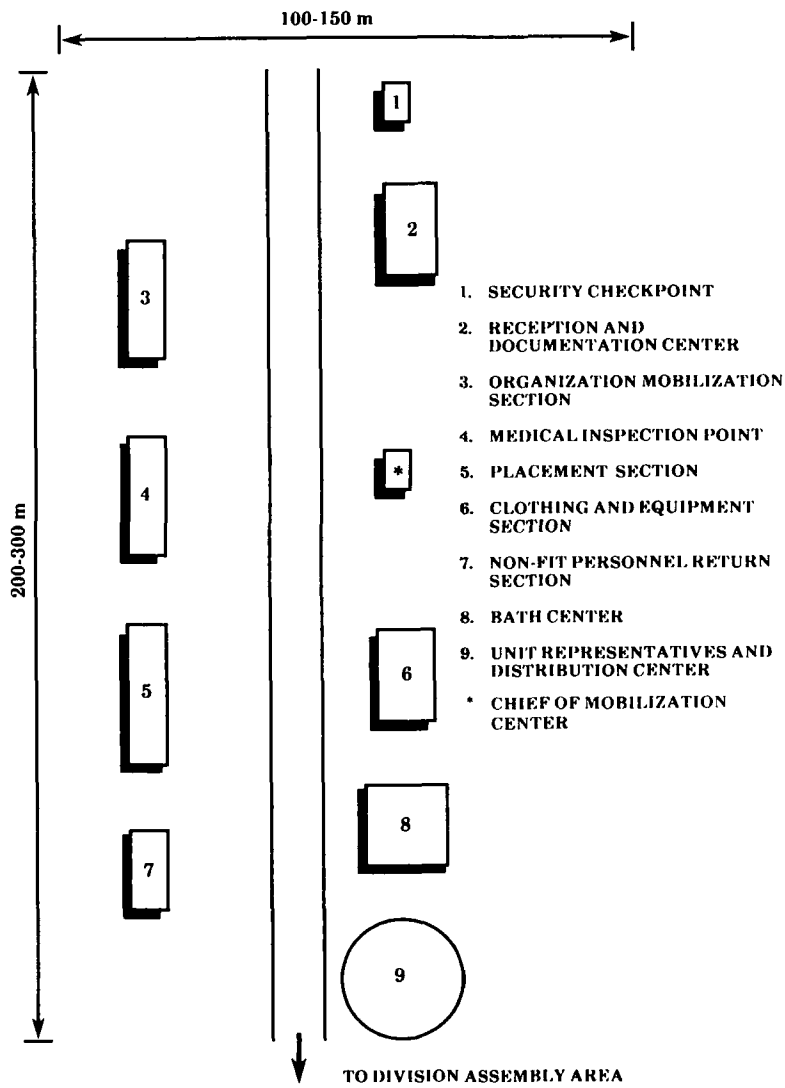 100-150 m
200-300 m
1
2
3
4
*
5
6
7
8
9
1. SECURITY CHECKPOINT
2. RECEPTION AND
DOCUMENTATION CENTER
3. ORGANIZATION MOBILIZATION
SECTION
4. MEDICAL INSPECTION POINT
5. PLACEMENT SECTION
6. CLOTHING AND EQUIPMENT
SECTION
7. NON-FIT PERSONNEL RETURN
SECTION
8. BATH CENTER
9. UNIT REPRESENTATIVES AND
DISTRIBUTION CENTER
* CHIEF OF MOBILIZATION
CENTER
TO DIVISION ASSEMBLY AREA